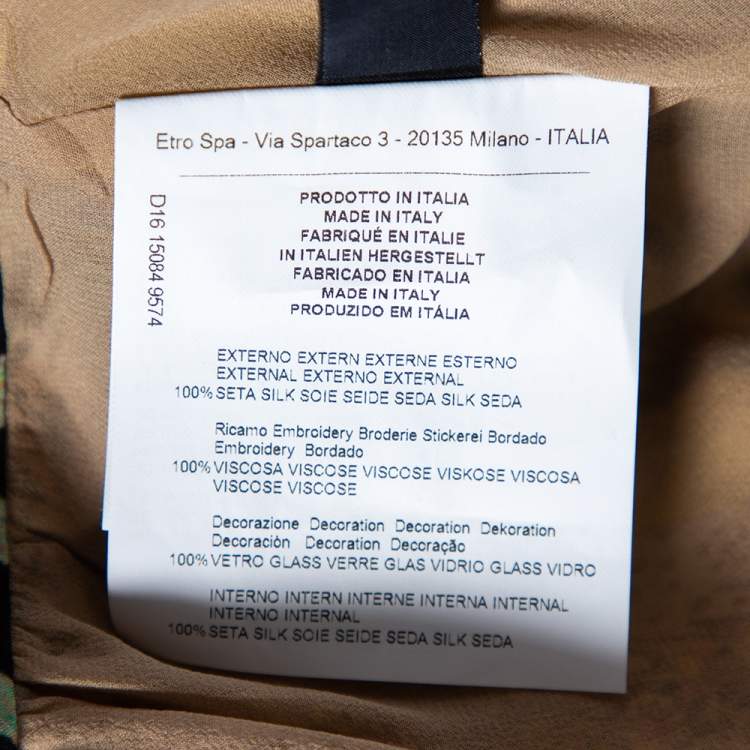 Etro Spa - Via Spartaco 3 - 20135 Milano - ITALIA
D16 15084 9574
PRODOTTO IN ITALIA
MADE IN ITALY
FABRIQUÉ EN ITALIE
IN ITALIEN HERGESTELLT
FABRICADO EN ITALIA
MADE IN ITALY
PRODUZIDO EM ITÁLIA
EXTERNO EXTERN EXTERNE ESTERNO
EXTERNAL EXTERNO EXTERNAL
100% SETA SILK SOIE SEIDE SEDA SILK SEDA
Ricamo Embroidery Broderie Stickerei Bordado
Embroidery Bordado
100% VISCOSA VISCOSE VISCOSE VISKOSE VISCOSA
VISCOSE VISCOSE
Decorazione Decoration Decoration Dekoration
Decoraciòn Decoration Decoração
100% VETRO GLASS VERRE GLAS VIDRIO GLASS VIDRO
INTERNO INTERN INTERNE INTERNA INTERNAL
INTERNO INTERNAL
100% SETA SILK SOIE SEIDE SEDA SILK SEDA